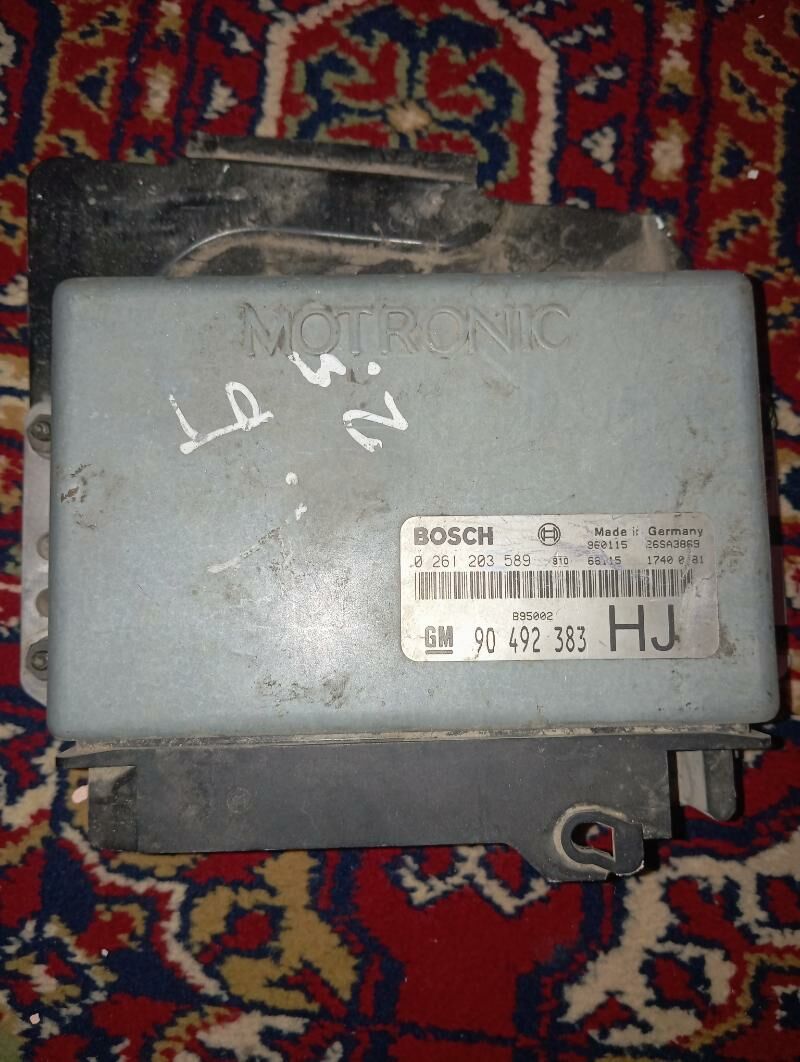 MOTRONIC
BOSCH Made in Germany
960115 26SA3869
0 261 203 589
B95002
GM 90 492 383 HJ